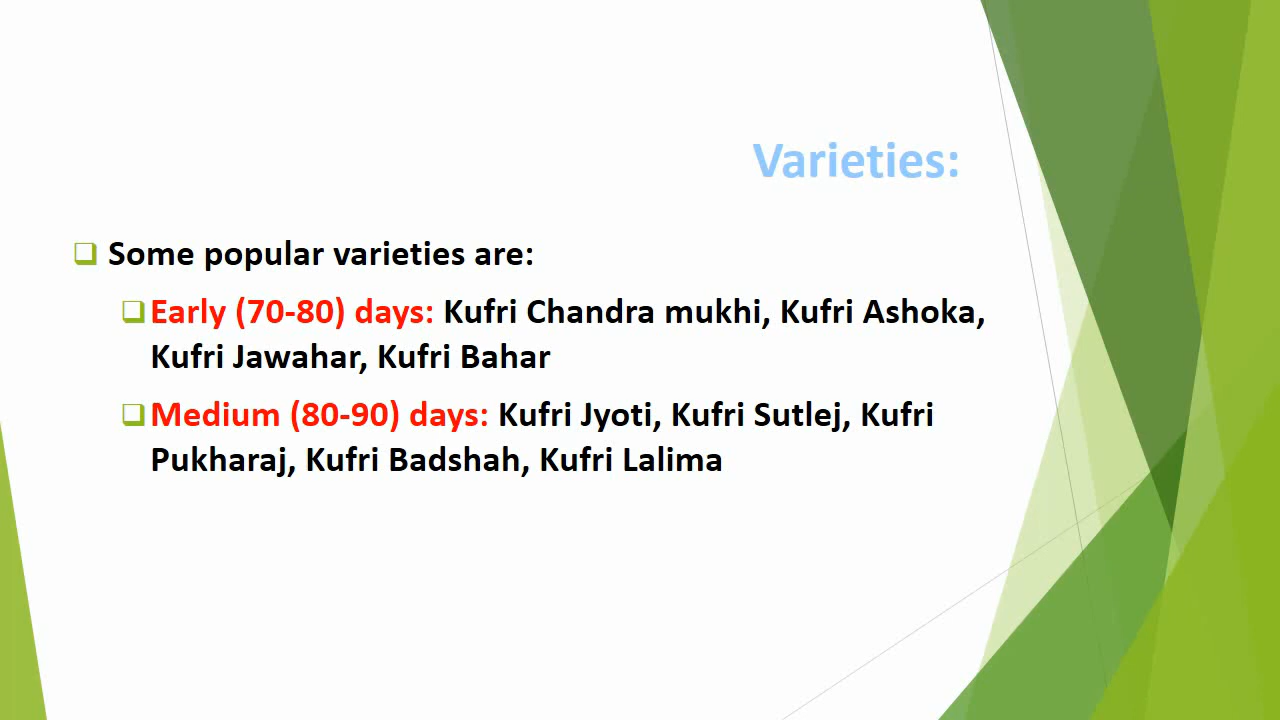 Varieties:
Some popular varieties are:
Early (70-80) days: Kufri Chandra mukhi, Kufri Ashoka,
Kufri Jawahar, Kufri Bahar
Medium (80-90) days: Kufri Jyoti, Kufri Sutlej, Kufri
Pukharaj, Kufri Badshah, Kufri Lalima